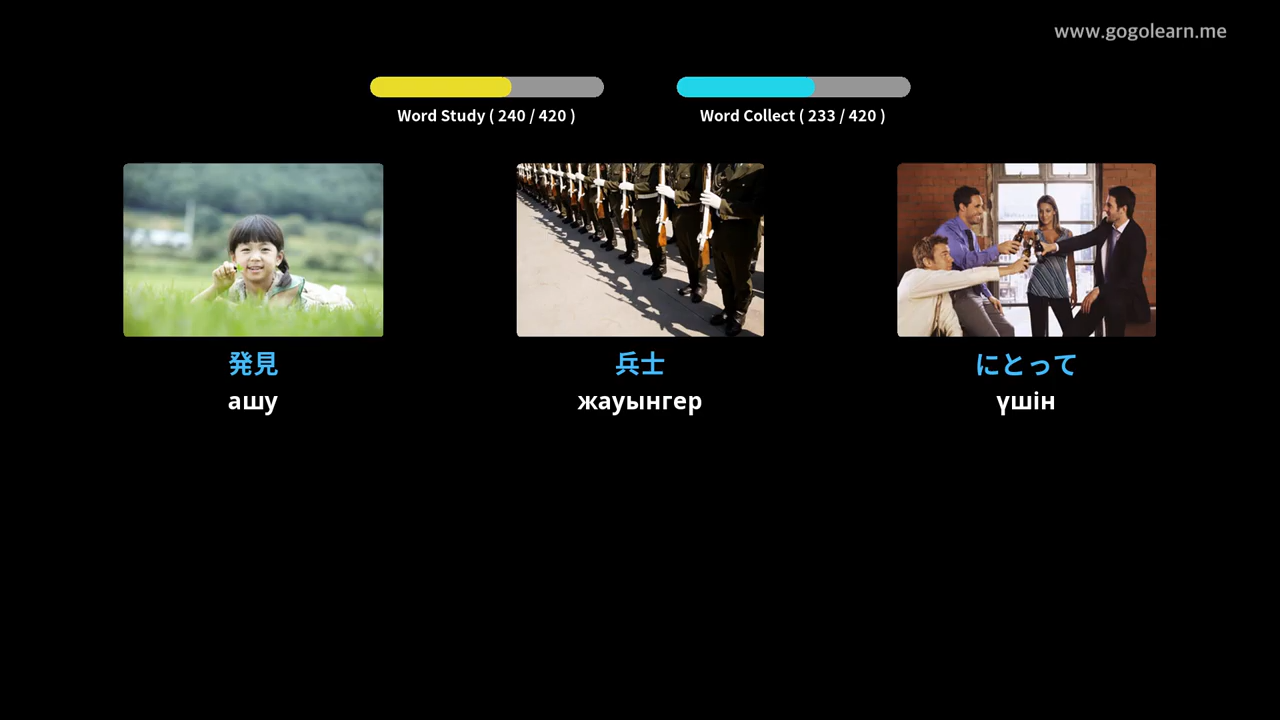 www.gogolearn.me
Word Study ( 240 / 420 )
Word Collect ( 233 / 420 )
発見
ашу
兵士
жауынгер
にとって
үшін